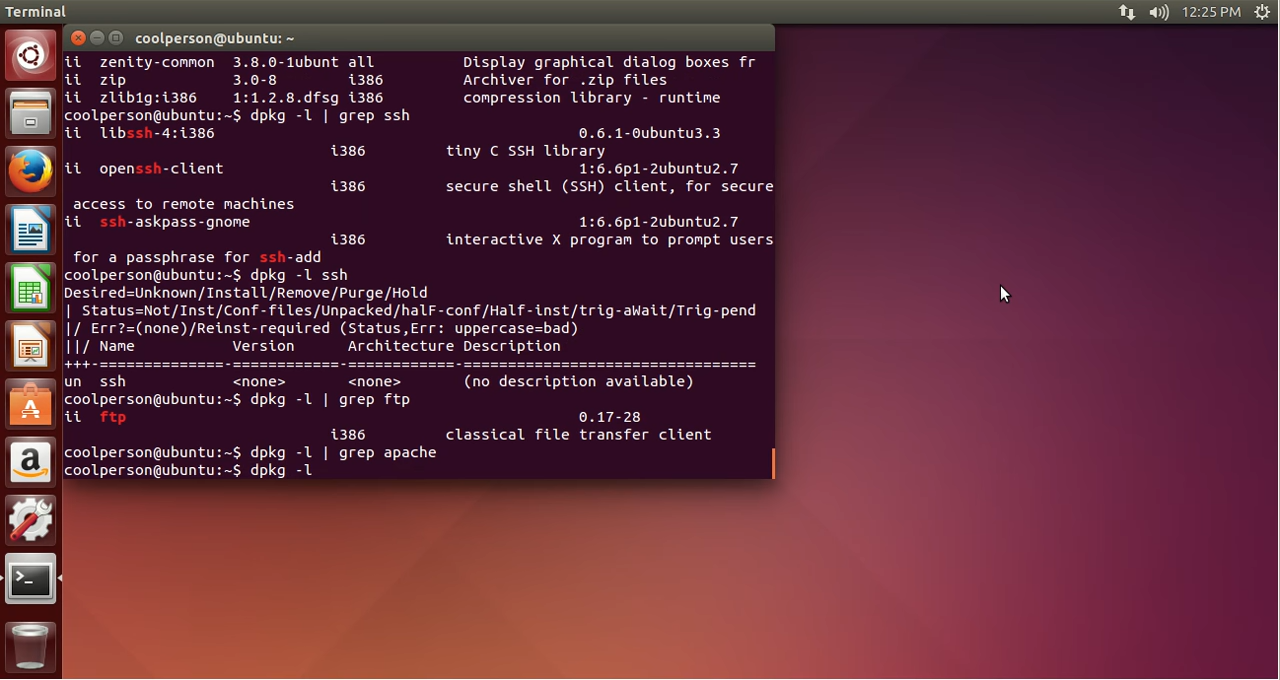 Terminal
12:25 PM
coolperson@ubuntu: ~
ii  zenity-common  3.8.0-1ubunt all          Display graphical dialog boxes fr
ii  zip            3.0-8        i386         Archiver for .zip files
ii  zlib1g:i386    1:1.2.8.dfsg i386         compression library - runtime
coolperson@ubuntu:~$ dpkg -l | grep ssh
ii  libssh-4:i386                                         0.6.1-0ubuntu3.3
                              i386         tiny C SSH library
ii  openssh-client                                        1:6.6p1-2ubuntu2.7
                              i386         secure shell (SSH) client, for secure
 access to remote machines
ii  ssh-askpass-gnome                                     1:6.6p1-2ubuntu2.7
                              i386         interactive X program to prompt users
 for a passphrase for ssh-add
coolperson@ubuntu:~$ dpkg -l ssh
Desired=Unknown/Install/Remove/Purge/Hold
| Status=Not/Inst/Conf-files/Unpacked/halF-conf/Half-inst/trig-aWait/Trig-pend
|/ Err?=(none)/Reinst-required (Status,Err: uppercase=bad)
||/ Name           Version      Architecture Description
+++-==============-============-============-=================================
un  ssh            <none>       <none>       (no description available)
coolperson@ubuntu:~$ dpkg -l | grep ftp
ii  ftp                                                   0.17-28
                              i386         classical file transfer client
coolperson@ubuntu:~$ dpkg -l | grep apache
coolperson@ubuntu:~$ dpkg -l